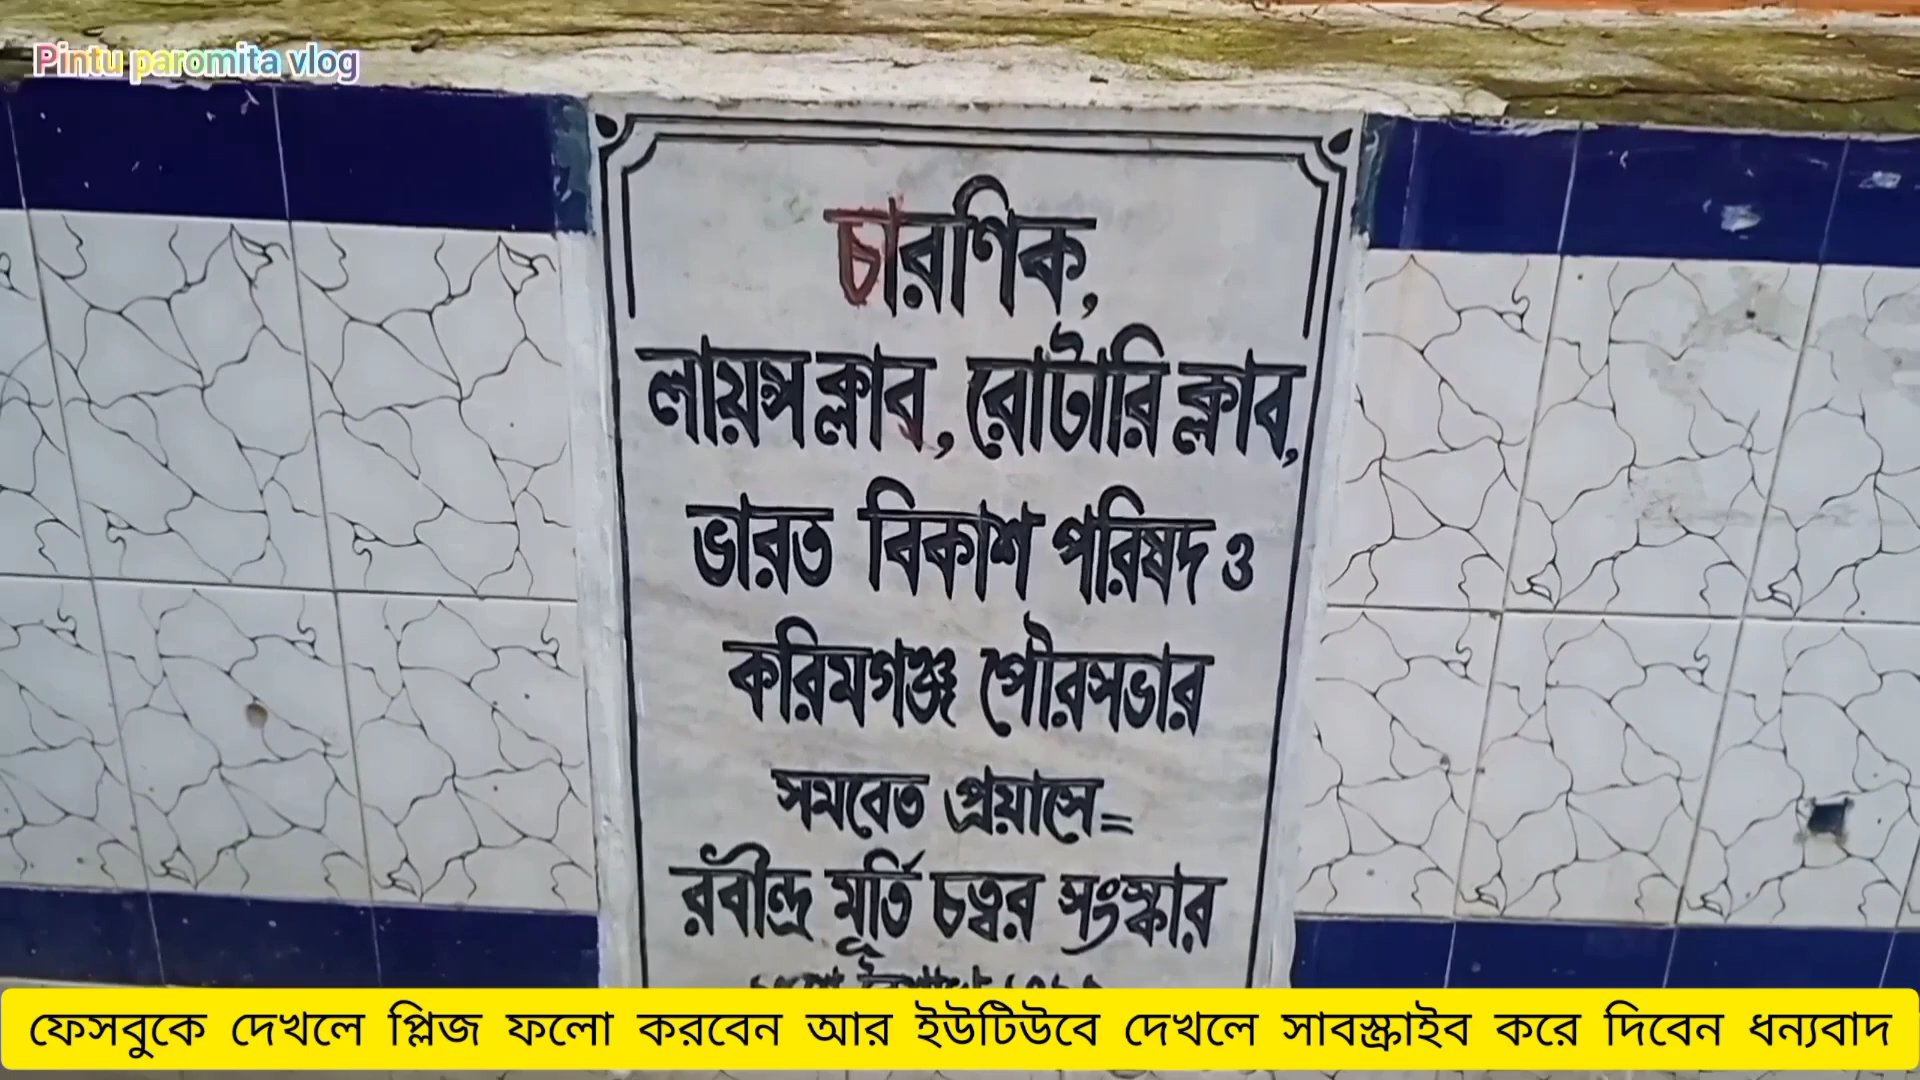 Pintu paromita vlog
চারণিক,
লায়ন্স ক্লাব, রোটারি ক্লাব,
ভারত বিকাশ পরিষদ ও
করিমগঞ্জ পৌরসভার
সমবেত প্রয়াসে=
রবীন্দ্র মূর্তি চত্বর সংস্কার
ফেসবুকে দেখলে প্লিজ ফলো করবেন আর ইউটিউবে দেখলে সাবস্ক্রাইব করে দিবেন ধন্যবাদ